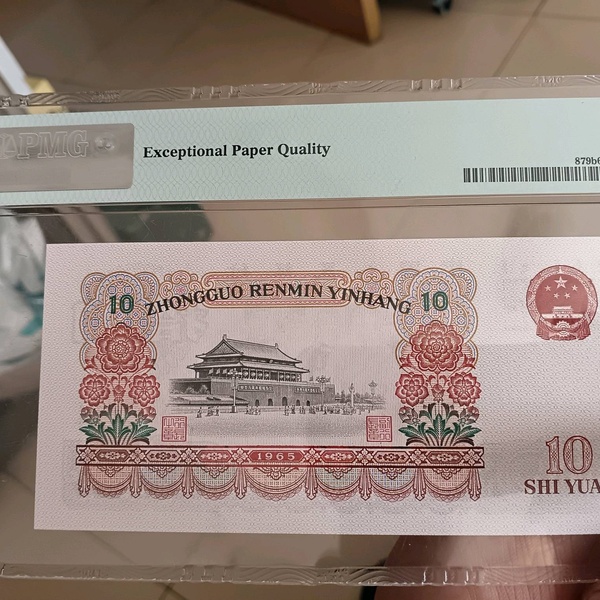 PMG
Exceptional Paper Quality
879b6
10 ZHONGGUO RENMIN YINHANG 10
1965
10
SHI YUA